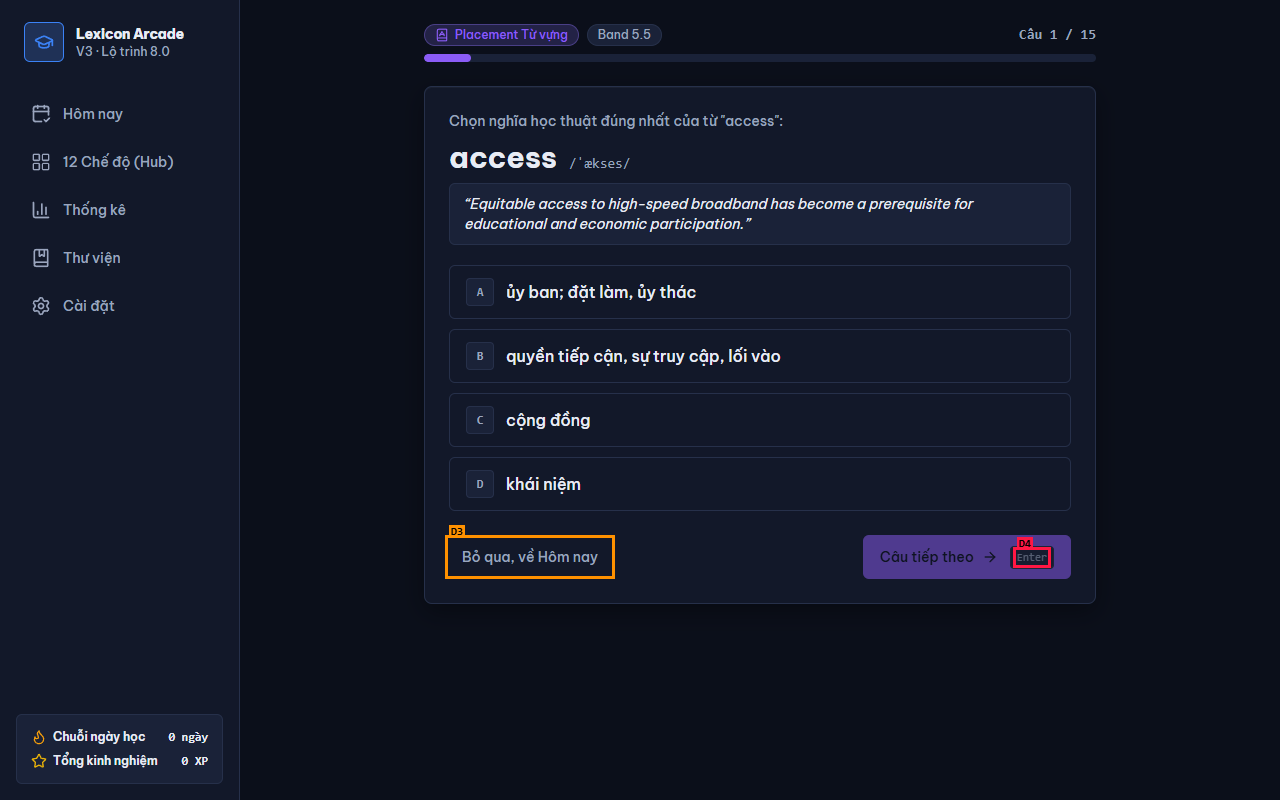 Lexicon Arcade
V3 · Lộ trình 8.0
Hôm nay
12 Chế độ (Hub)
Thống kê
Thư viện
Cài đặt
Chuỗi ngày học 0 ngày
Tổng kinh nghiệm 0 XP
Placement Từ vựng Band 5.5 Câu 1 / 15
Chọn nghĩa học thuật đúng nhất của từ "access":
access /ˈækses/
“Equitable access to high-speed broadband has become a prerequisite for
educational and economic participation.”
A ủy ban; đặt làm, ủy thác
B quyền tiếp cận, sự truy cập, lối vào
C cộng đồng
D khái niệm
D3
Bỏ qua, về Hôm nay
D4
Câu tiếp theo → Enter